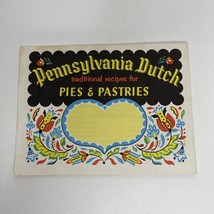 Pennsylvania Dutch
traditional recipes for
PIES & PASTRIES